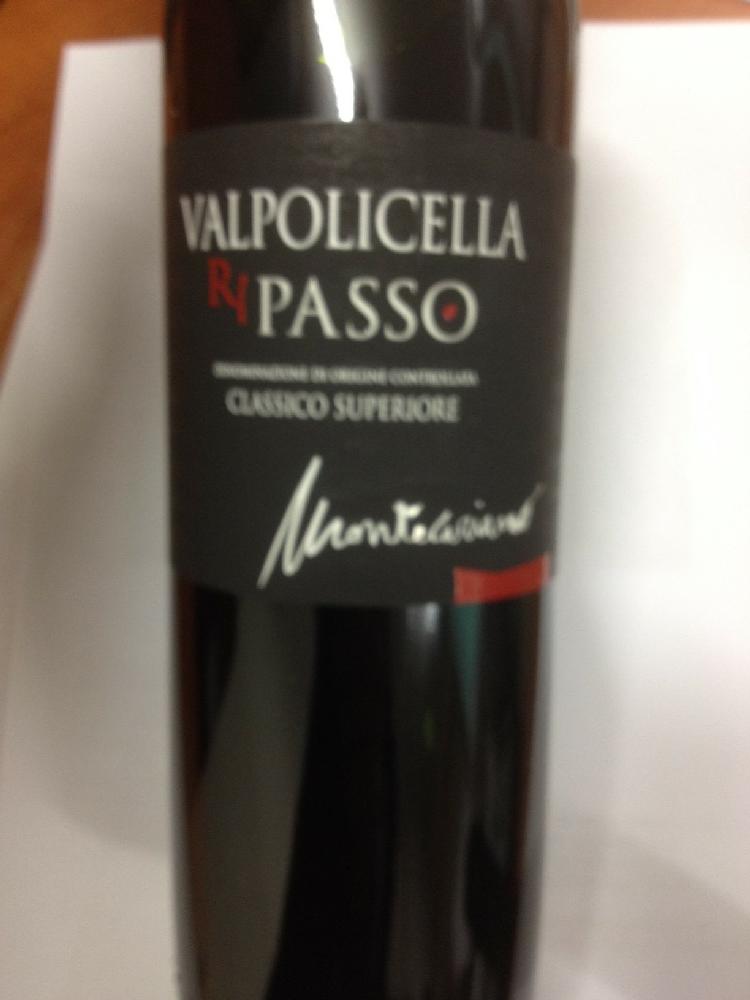 VALPOLICELLA
RIPASSO
DENOMINAZIONE DI ORIGINE CONTROLLATA
CLASSICO SUPERIORE